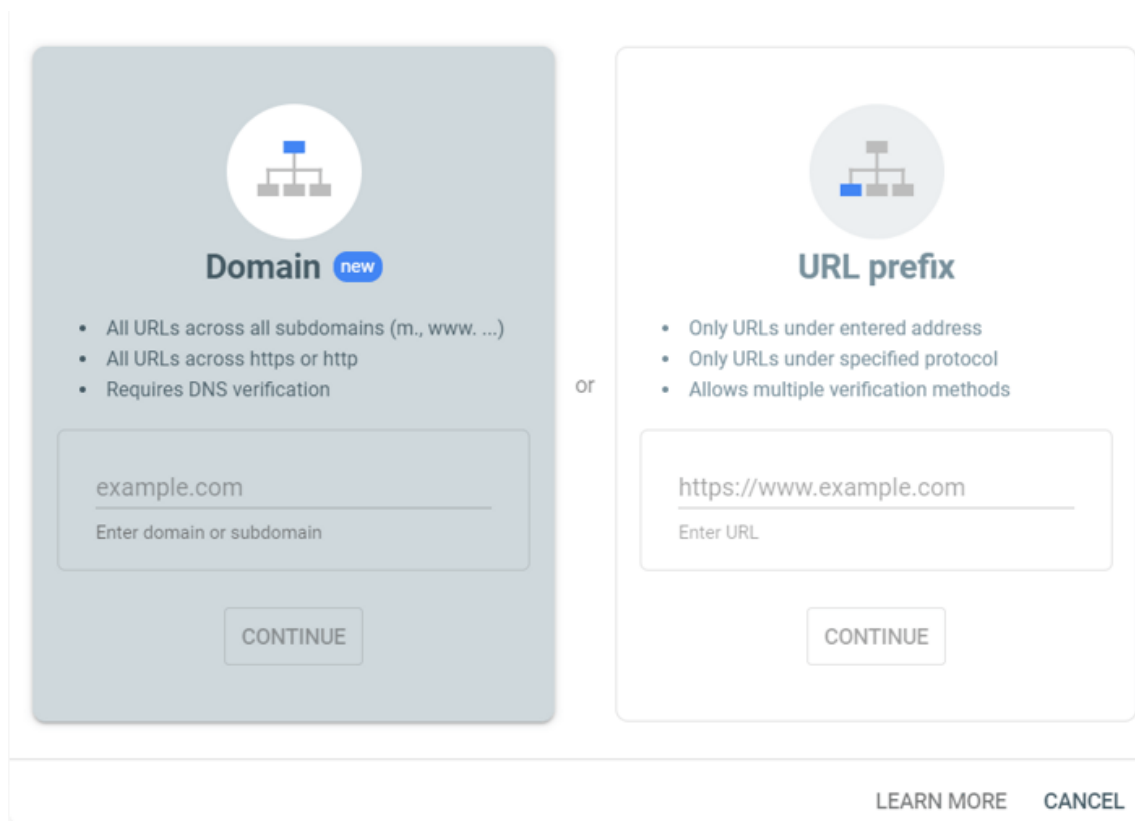 Domain new
• All URLs across all subdomains (m., www. ...)
• All URLs across https or http
• Requires DNS verification
example.com
Enter domain or subdomain
CONTINUE
or
URL prefix
• Only URLs under entered address
• Only URLs under specified protocol
• Allows multiple verification methods
https://www.example.com
Enter URL
CONTINUE
LEARN MORE CANCEL